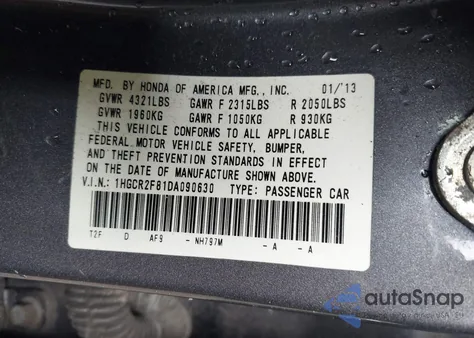 MFD. BY HONDA OF AMERICA MFG., INC. 01/13
GVWR 4321LBS GAWR F 2315LBS R 2050LBS
GVWR 1960KG GAWR F 1050KG R 930KG
THIS VEHICLE CONFORMS TO ALL APPLICABLE
FEDERAL MOTOR VEHICLE SAFETY, BUMPER,
AND THEFT PREVENTION STANDARDS IN EFFECT
ON THE DATE OF MANUFACTURE SHOWN ABOVE.
V.I.N.: 1HGCR2F81DA090630 TYPE: PASSENGER CAR
T2F D AF9 - NH797M -A -A
autoSnap